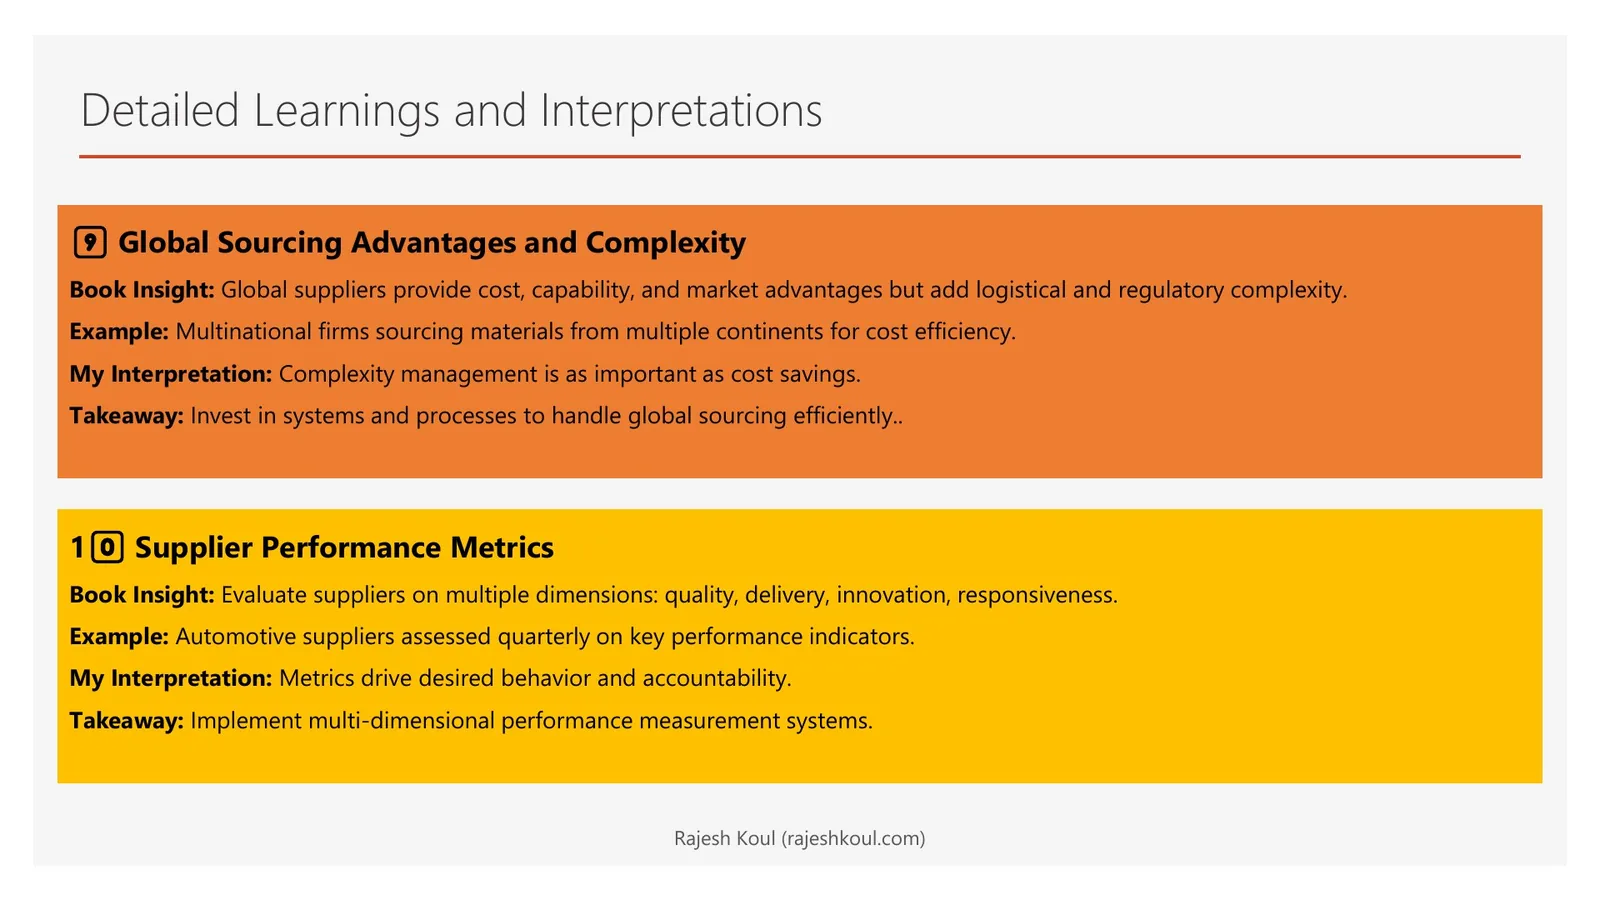 Detailed Learnings and Interpretations
9️⃣ Global Sourcing Advantages and Complexity
Book Insight: Global suppliers provide cost, capability, and market advantages but add logistical and regulatory complexity.
Example: Multinational firms sourcing materials from multiple continents for cost efficiency.
My Interpretation: Complexity management is as important as cost savings.
Takeaway: Invest in systems and processes to handle global sourcing efficiently..
10️⃣ Supplier Performance Metrics
Book Insight: Evaluate suppliers on multiple dimensions: quality, delivery, innovation, responsiveness.
Example: Automotive suppliers assessed quarterly on key performance indicators.
My Interpretation: Metrics drive desired behavior and accountability.
Takeaway: Implement multi-dimensional performance measurement systems.
Rajesh Koul (rajeshkoul.com)